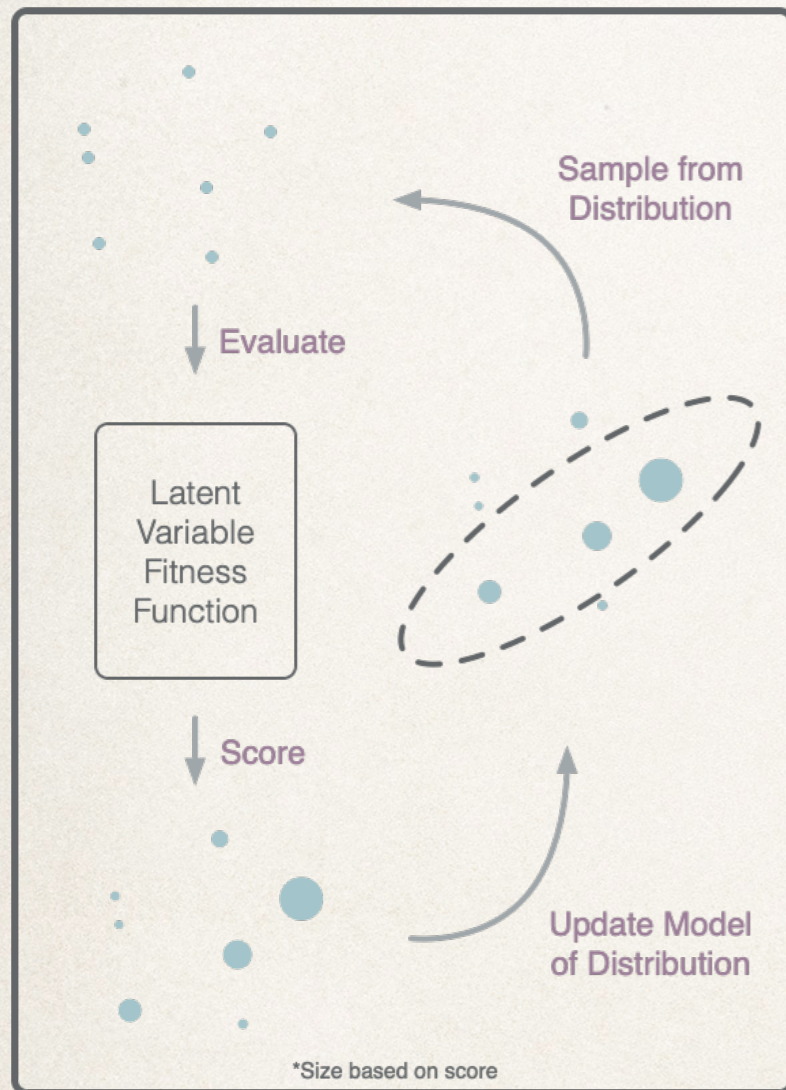 Sample from
Distribution
Evaluate
Latent
Variable
Fitness
Function
Score
Update Model
of Distribution
*Size based on score